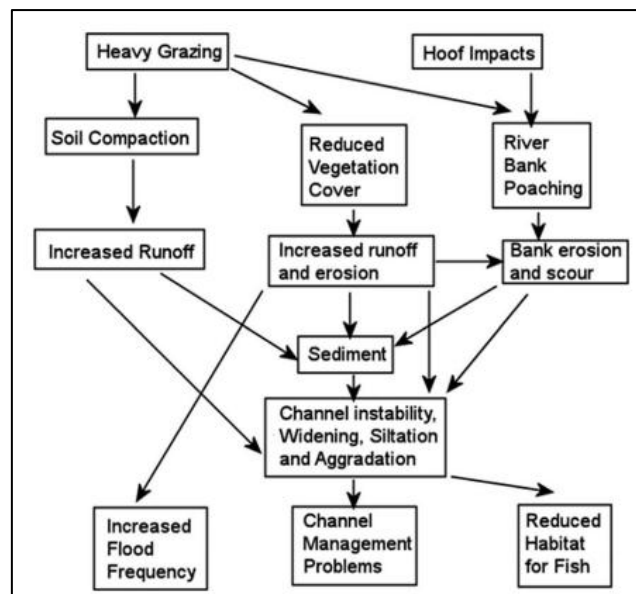 Heavy Grazing
Hoof Impacts
Soil Compaction
Reduced
Vegetation
Cover
River
Bank
Poaching
Increased Runoff
Increased runoff
and erosion
Bank erosion
and scour
Sediment
Channel instability,
Widening, Siltation
and Aggradation
Increased
Flood
Frequency
Channel
Management
Problems
Reduced
Habitat
for Fish